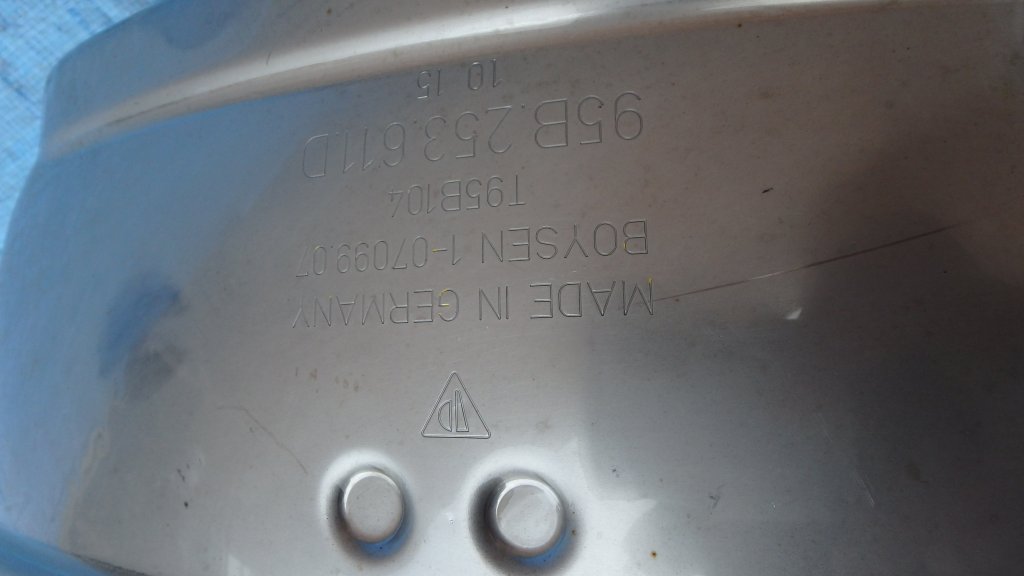 MADE IN GERMANY
BOYSEN 1-07099.07
T95B104
95B.253.611.D
10 15